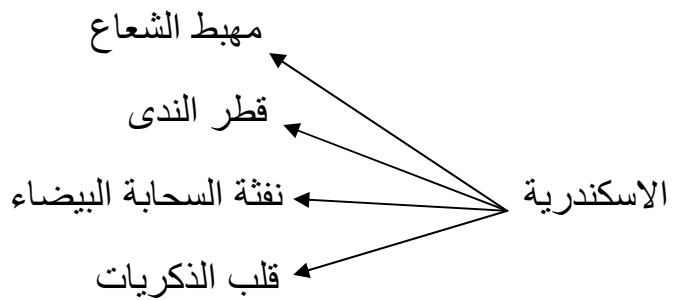 مهبط الشعاع
قطر الندى
نفثة السحابة البيضاء
الاسكندرية
قلب الذكريات